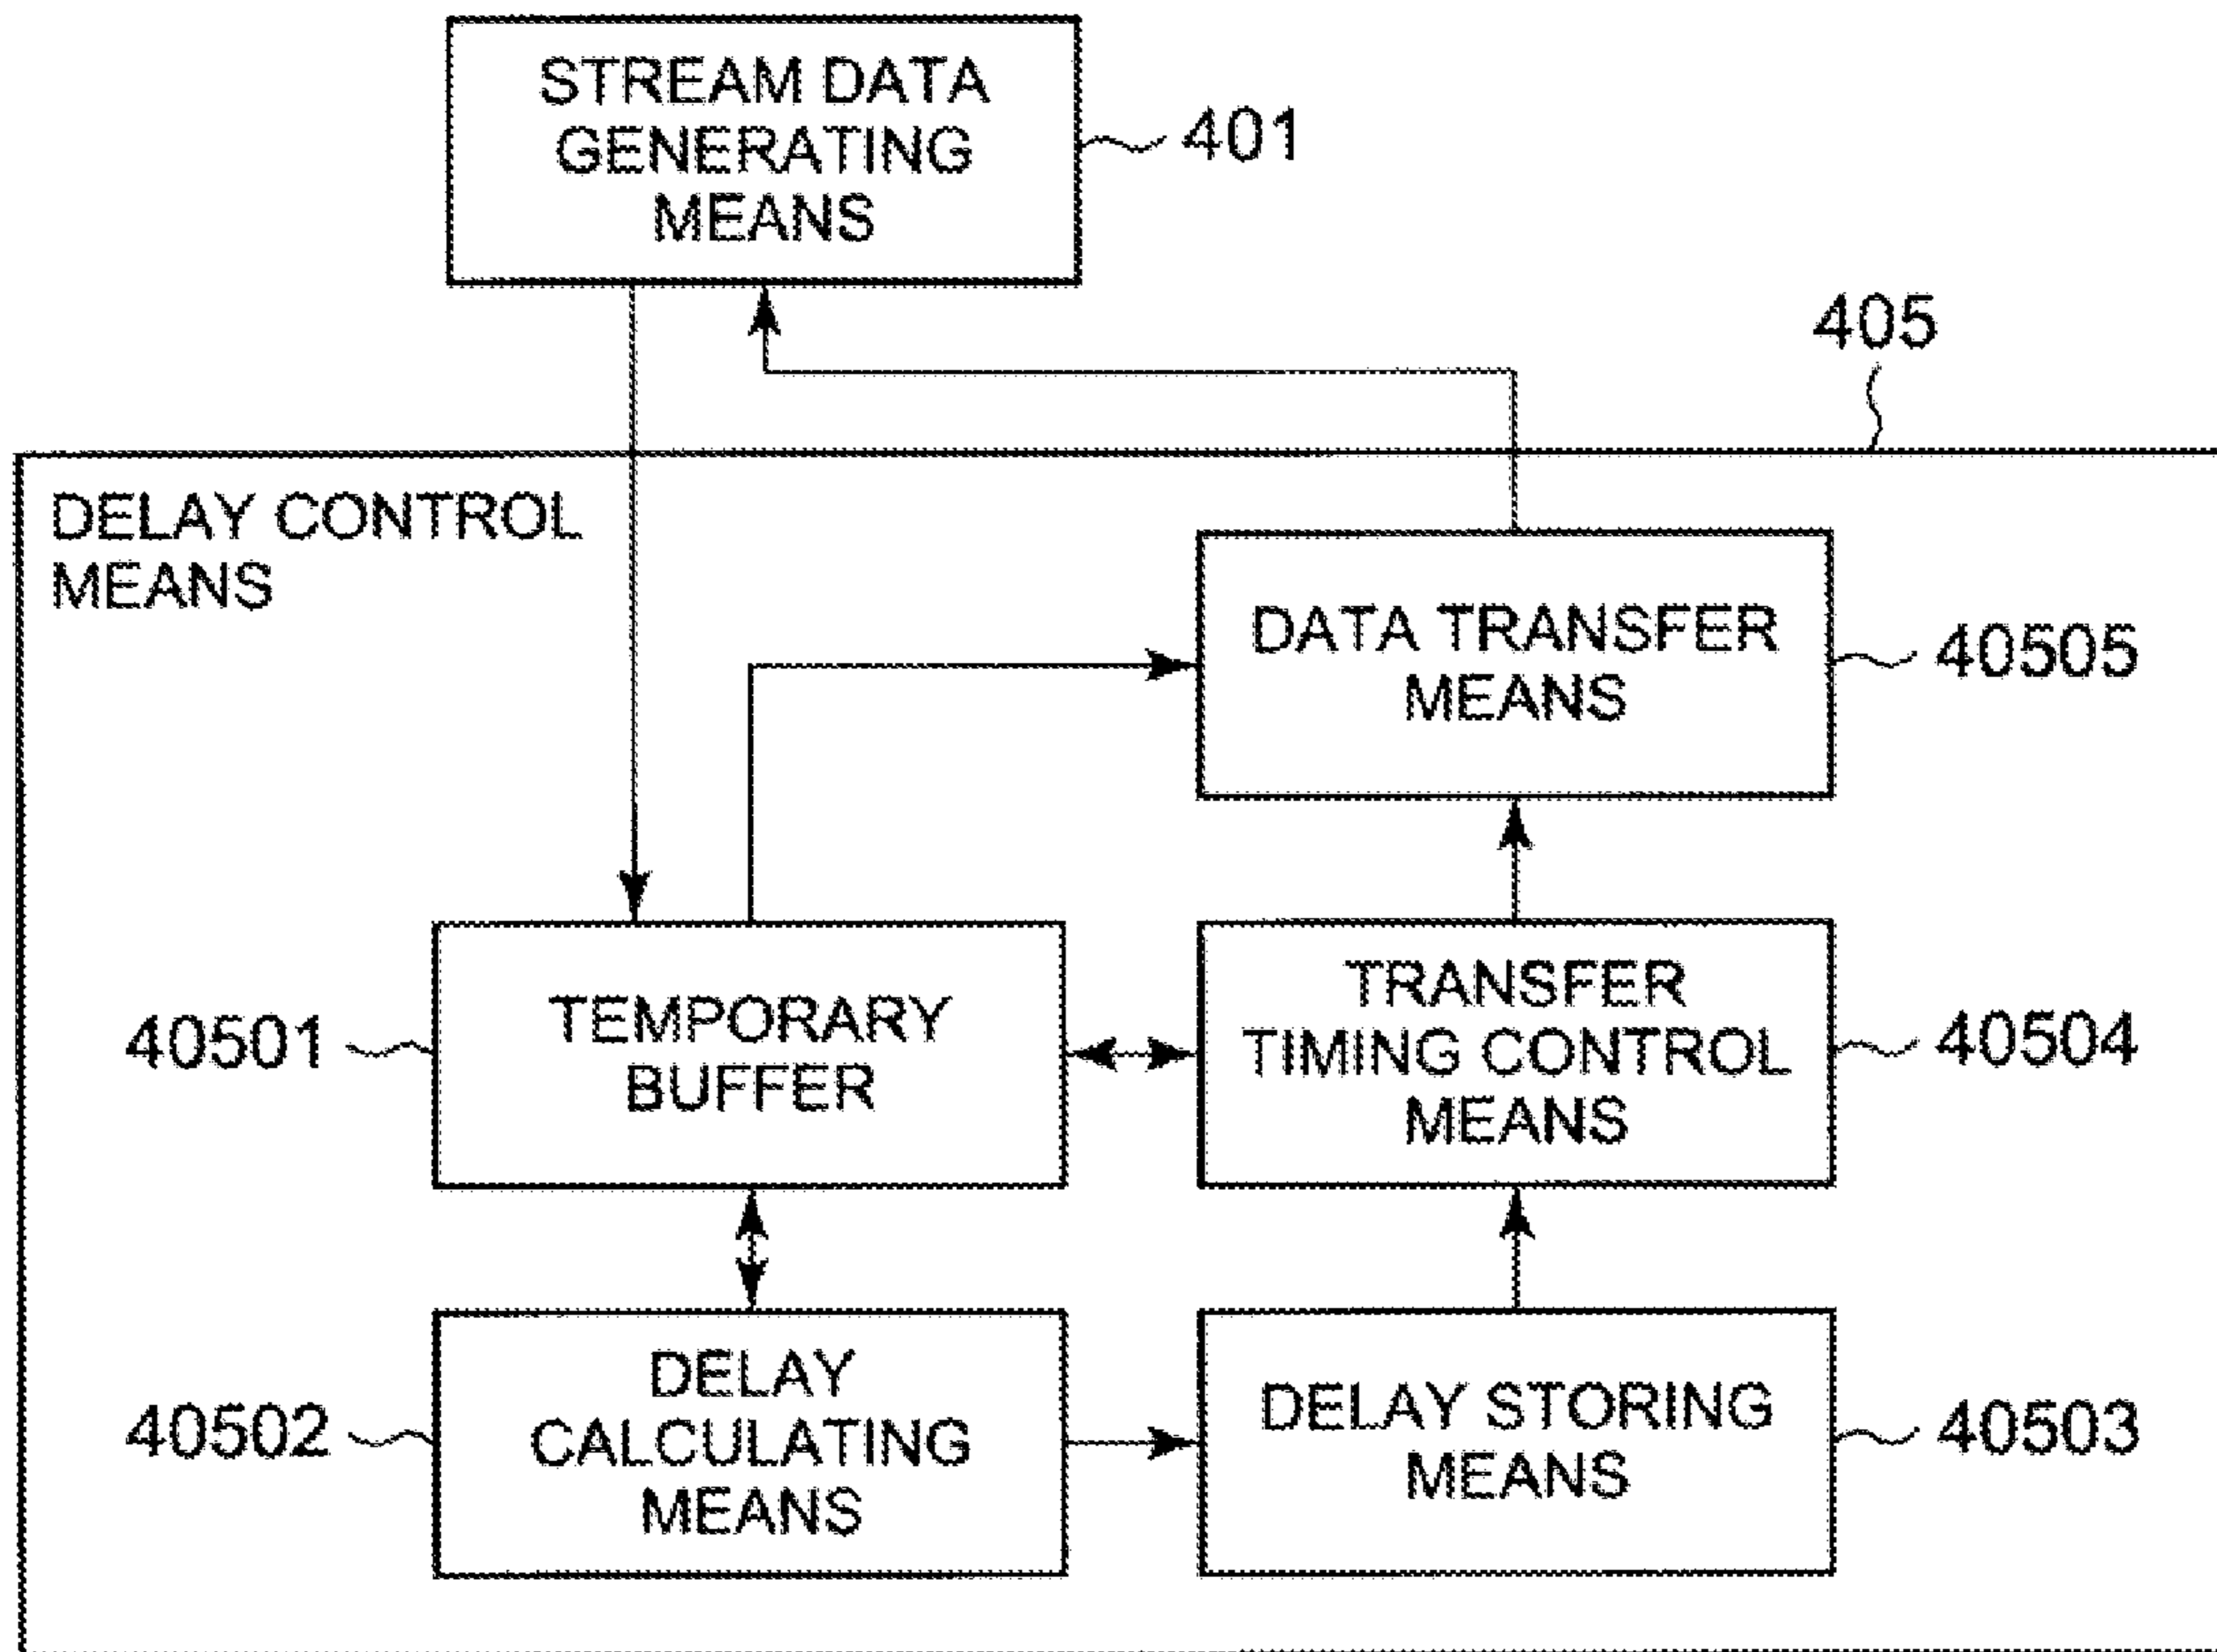 STREAM DATA
GENERATING
MEANS
401
405
DELAY CONTROL
MEANS
DATA TRANSFER
MEANS
40505
40501
TEMPORARY
BUFFER
TRANSFER
TIMING CONTROL
MEANS
40504
40502
DELAY
CALCULATING
MEANS
DELAY STORING
MEANS
40503